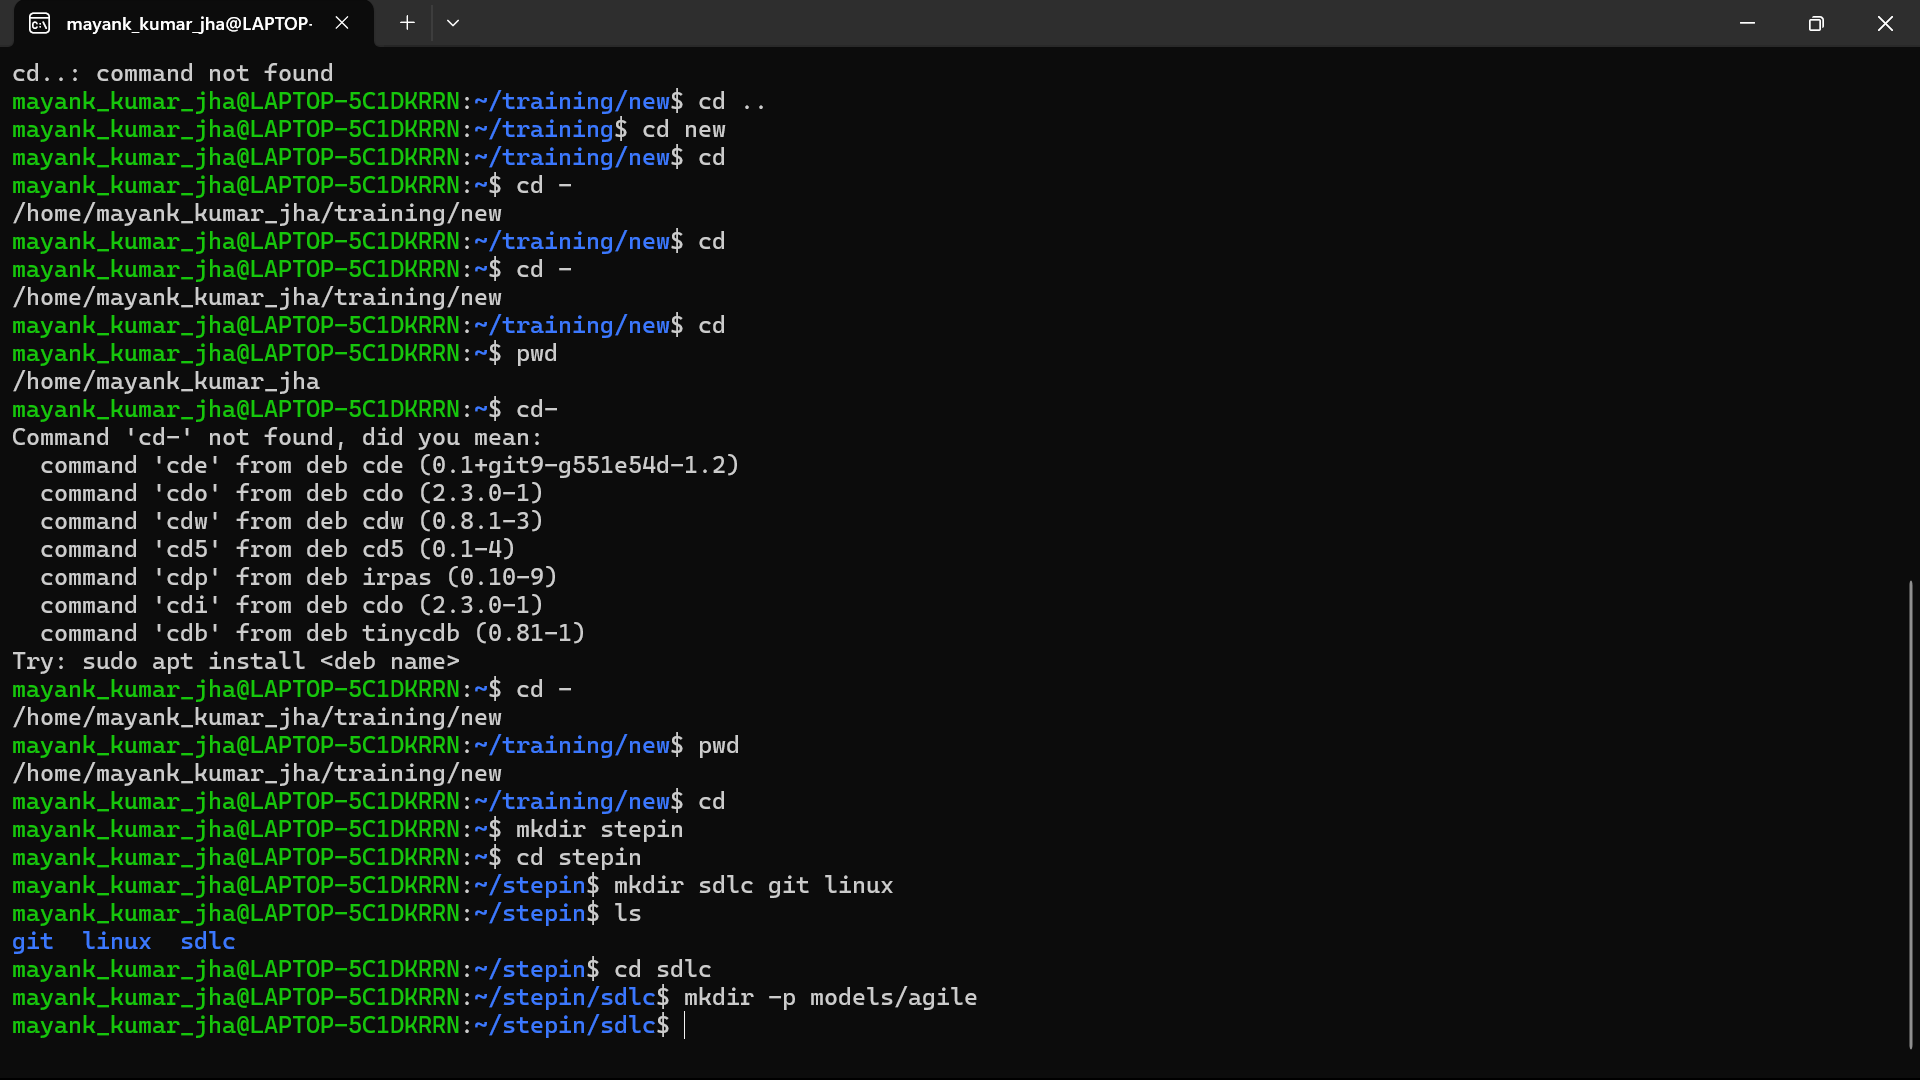 mayank_kumar_jha@LAPTOP-
cd..: command not found
mayank_kumar_jha@LAPTOP-5C1DKRRN:~/training/new$ cd ..
mayank_kumar_jha@LAPTOP-5C1DKRRN:~/training$ cd new
mayank_kumar_jha@LAPTOP-5C1DKRRN:~/training/new$ cd
mayank_kumar_jha@LAPTOP-5C1DKRRN:~$ cd -
/home/mayank_kumar_jha/training/new
mayank_kumar_jha@LAPTOP-5C1DKRRN:~/training/new$ cd
mayank_kumar_jha@LAPTOP-5C1DKRRN:~$ cd -
/home/mayank_kumar_jha/training/new
mayank_kumar_jha@LAPTOP-5C1DKRRN:~/training/new$ cd
mayank_kumar_jha@LAPTOP-5C1DKRRN:~$ pwd
/home/mayank_kumar_jha
mayank_kumar_jha@LAPTOP-5C1DKRRN:~$ cd-
Command 'cd-' not found, did you mean:
  command 'cde' from deb cde (0.1+git9-g551e54d-1.2)
  command 'cdo' from deb cdo (2.3.0-1)
  command 'cdw' from deb cdw (0.8.1-3)
  command 'cd5' from deb cd5 (0.1-4)
  command 'cdp' from deb irpas (0.10-9)
  command 'cdi' from deb cdo (2.3.0-1)
  command 'cdb' from deb tinycdb (0.81-1)
Try: sudo apt install <deb name>
mayank_kumar_jha@LAPTOP-5C1DKRRN:~$ cd -
/home/mayank_kumar_jha/training/new
mayank_kumar_jha@LAPTOP-5C1DKRRN:~/training/new$ pwd
/home/mayank_kumar_jha/training/new
mayank_kumar_jha@LAPTOP-5C1DKRRN:~/training/new$ cd
mayank_kumar_jha@LAPTOP-5C1DKRRN:~$ mkdir stepin
mayank_kumar_jha@LAPTOP-5C1DKRRN:~$ cd stepin
mayank_kumar_jha@LAPTOP-5C1DKRRN:~/stepin$ mkdir sdlc git linux
mayank_kumar_jha@LAPTOP-5C1DKRRN:~/stepin$ ls
git  linux  sdlc
mayank_kumar_jha@LAPTOP-5C1DKRRN:~/stepin$ cd sdlc
mayank_kumar_jha@LAPTOP-5C1DKRRN:~/stepin/sdlc$ mkdir -p models/agile
mayank_kumar_jha@LAPTOP-5C1DKRRN:~/stepin/sdlc$